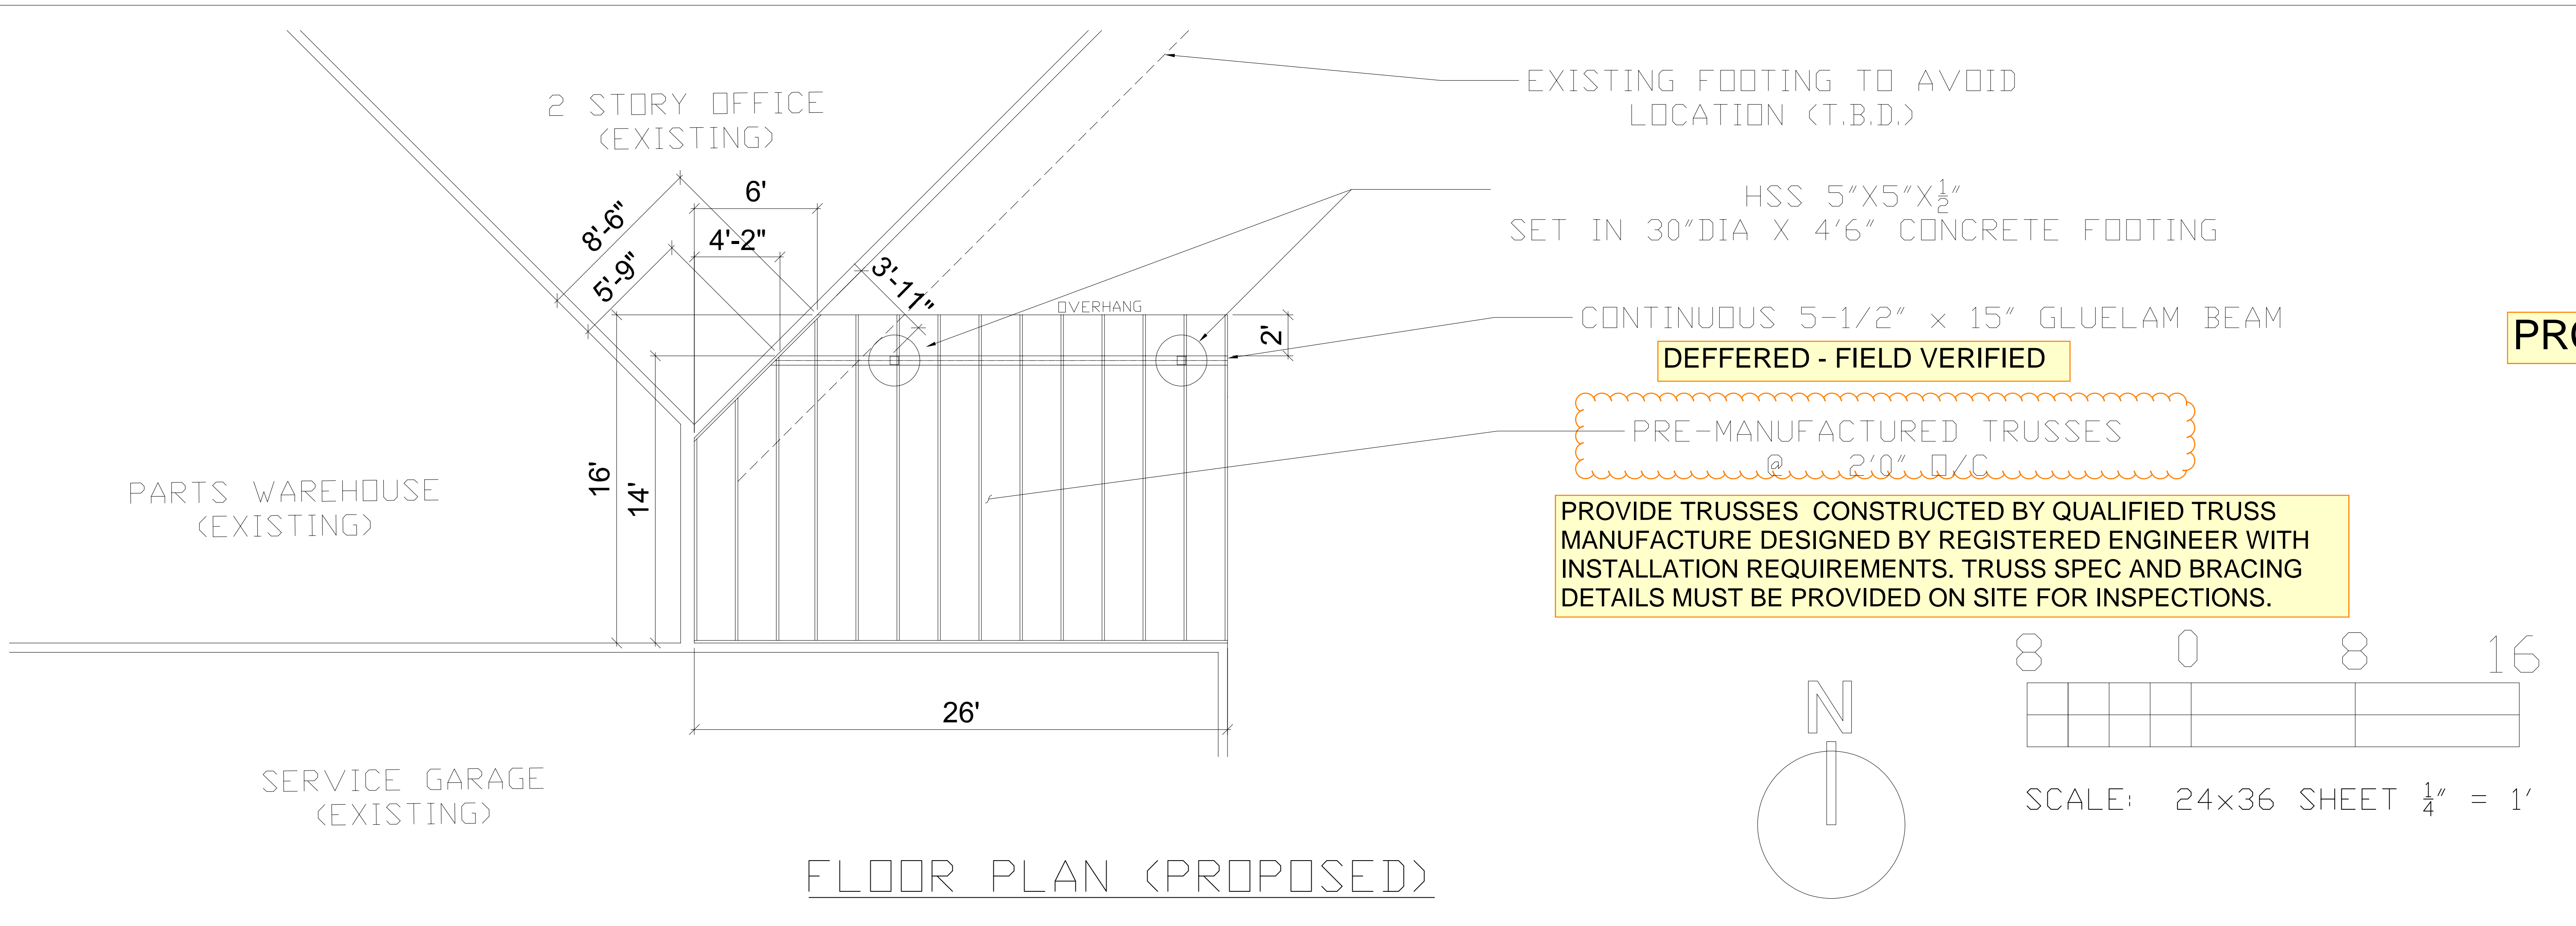 2 STORY OFFICE
(EXISTING)
EXISTING FOOTING TO AVOID
LOCATION (T.B.D.)
HSS 5"X5"X½"
SET IN 30"DIA X 4'6" CONCRETE FOOTING
8'-6"
6'
5'-9"
4'-2"
3'-11"
OVERHANG
2'
CONTINUOUS 5-1/2" x 15" GLUELAM BEAM
DEFFERED - FIELD VERIFIED
PRE-MANUFACTURED TRUSSES
@ 2'0" O/C
PROVIDE TRUSSES CONSTRUCTED BY QUALIFIED TRUSS
MANUFACTURE DESIGNED BY REGISTERED ENGINEER WITH
INSTALLATION REQUIREMENTS. TRUSS SPEC AND BRACING
DETAILS MUST BE PROVIDED ON SITE FOR INSPECTIONS.
16'
14'
PARTS WAREHOUSE
(EXISTING)
26'
SERVICE GARAGE
(EXISTING)
N
8 0 8 16
SCALE: 24x36 SHEET ¼" = 1'
FLOOR PLAN (PROPOSED)